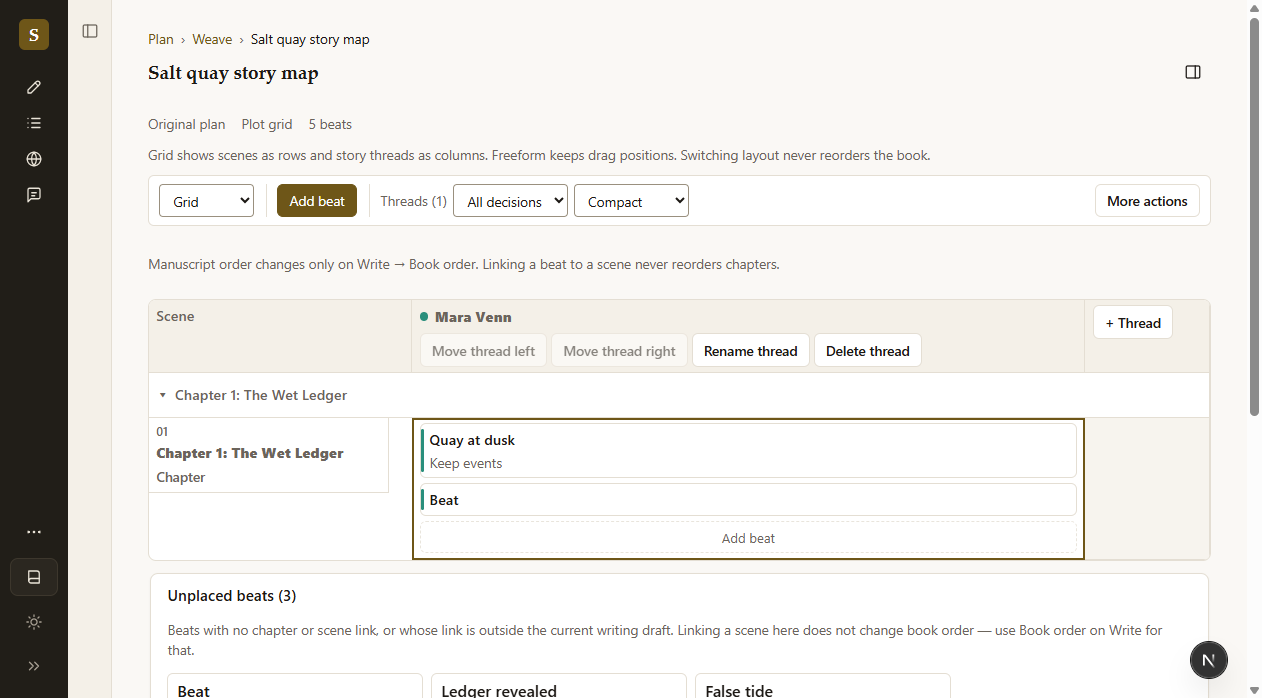 S
Plan › Weave › Salt quay story map
Salt quay story map
Original plan Plot grid 5 beats
Grid shows scenes as rows and story threads as columns. Freeform keeps drag positions. Switching layout never reorders the book.
Grid Add beat Threads (1) All decisions Compact More actions
Manuscript order changes only on Write → Book order. Linking a beat to a scene never reorders chapters.
Scene Mara Venn + Thread
Move thread left Move thread right Rename thread Delete thread
Chapter 1: The Wet Ledger
01
Chapter 1: The Wet Ledger
Chapter
Quay at dusk
Keep events
Beat
Add beat
Unplaced beats (3)
Beats with no chapter or scene link, or whose link is outside the current writing draft. Linking a scene here does not change book order — use Book order on Write for
that.
Beat Ledger revealed False tide
N